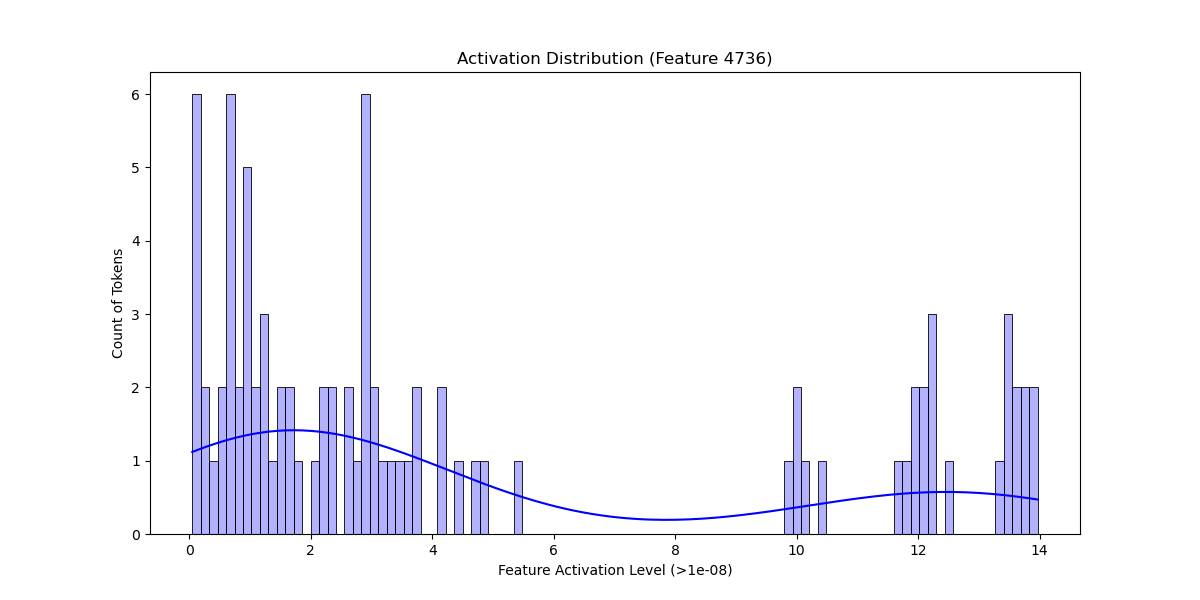 Activation Distribution (Feature 4736)
6
5
4
3
2
1
0
Count of Tokens
0 2 4 6 8 10 12 14
Feature Activation Level (>1e-08)